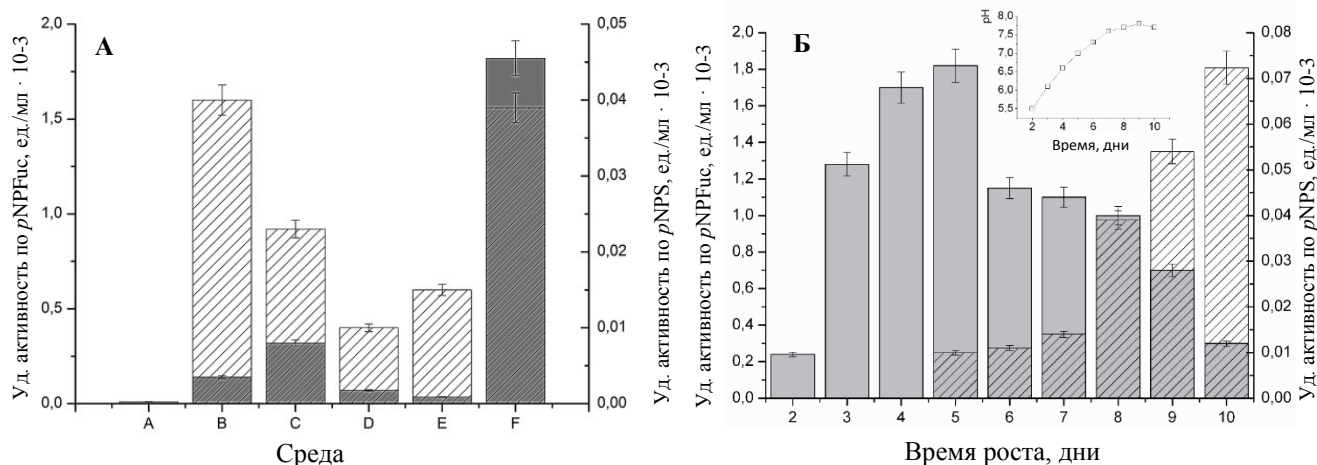 А
Уд. активность по pNPFuc, ед./мл · 10-3
2,0
1,5
1,0
0,5
0,0
A B C D E F
Среда
0,05
0,04
0,03
0,02
0,01
0,00
Уд. активность по pNPS, ед./мл · 10-3
Б
Уд. активность по pNPFuc, ед./мл · 10-3
2,0
1,8
1,6
1,4
1,2
1,0
0,8
0,6
0,4
0,2
0,0
2 3 4 5 6 7 8 9 10
Время роста, дни
0,08
0,07
0,06
0,05
0,04
0,03
0,02
0,01
0,00
Уд. активность по pNPS, ед./мл · 10-3
pH
8,0
7,5
7,0
6,5
6,0
5,5
2 4 6 8 10
Время, дни